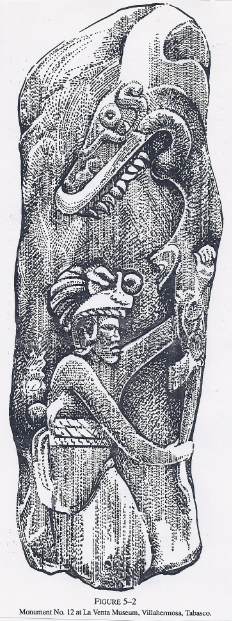 FIGURE 5–2
Monument No. 12 at La Venta Museum, Villahermosa, Tabasco.